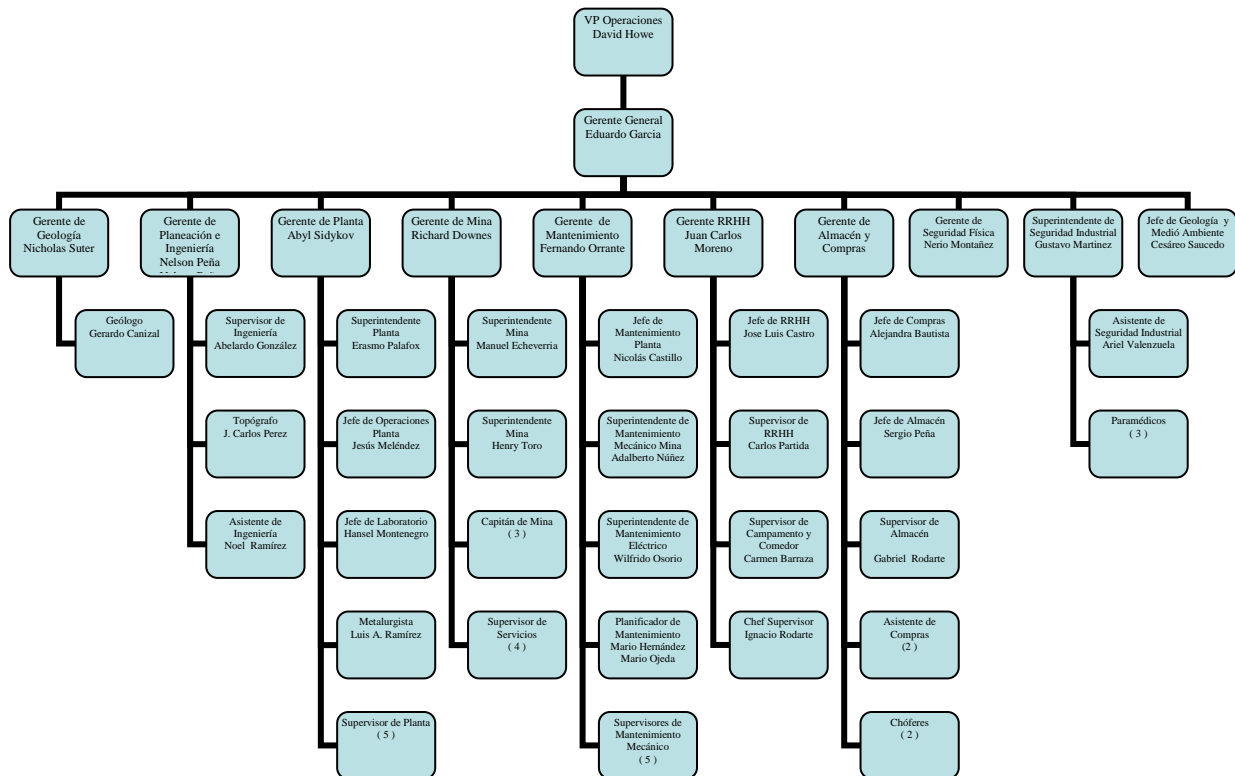 VP Operaciones
David Howe
Gerente General
Eduardo Garcia
Gerente de
Geología
Nicholas Suter
Gerente de
Planeación e
Ingeniería
Nelson Peña
Gerente de Planta
Abyl Sidykov
Gerente de Mina
Richard Downes
Gerente de
Mantenimiento
Fernando Orrante
Gerente RRHH
Juan Carlos
Moreno
Gerente de
Almacén y
Compras
Gerente de
Seguridad Física
Nerio Montañez
Superintendente de
Seguridad Industrial
Gustavo Martinez
Jefe de Geología y
Medió Ambiente
Cesáreo Saucedo
Geólogo
Gerardo Canizal
Supervisor de
Ingeniería
Abelardo González
Superintendente
Planta
Erasmo Palafox
Superintendente
Mina
Manuel Echeverria
Jefe de
Mantenimiento
Planta
Nicolás Castillo
Jefe de RRHH
Jose Luis Castro
Jefe de Compras
Alejandra Bautista
Asistente de
Seguridad Industrial
Ariel Valenzuela
Topógrafo
J. Carlos Perez
Jefe de Operaciones
Planta
Jesús Meléndez
Superintendente
Mina
Henry Toro
Superintendente de
Mantenimiento
Mecánico Mina
Adalberto Núñez
Supervisor de
RRHH
Carlos Partida
Jefe de Almacén
Sergio Peña
Paramédicos
( 3 )
Asistente de
Ingeniería
Noel Ramírez
Jefe de Laboratorio
Hansel Montenegro
Capitán de Mina
( 3 )
Superintendente de
Mantenimiento
Eléctrico
Wilfrido Osorio
Supervisor de
Campamento y
Comedor
Carmen Barraza
Supervisor de
Almacén
Gabriel Rodarte
Metalurgista
Luis A. Ramírez
Supervisor de
Servicios
( 4 )
Planificador de
Mantenimiento
Mario Hernández
Mario Ojeda
Chef Supervisor
Ignacio Rodarte
Asistente de
Compras
(2 )
Supervisor de Planta
( 5 )
Supervisores de
Mantenimiento
Mecánico
( 5 )
Chóferes
( 2 )